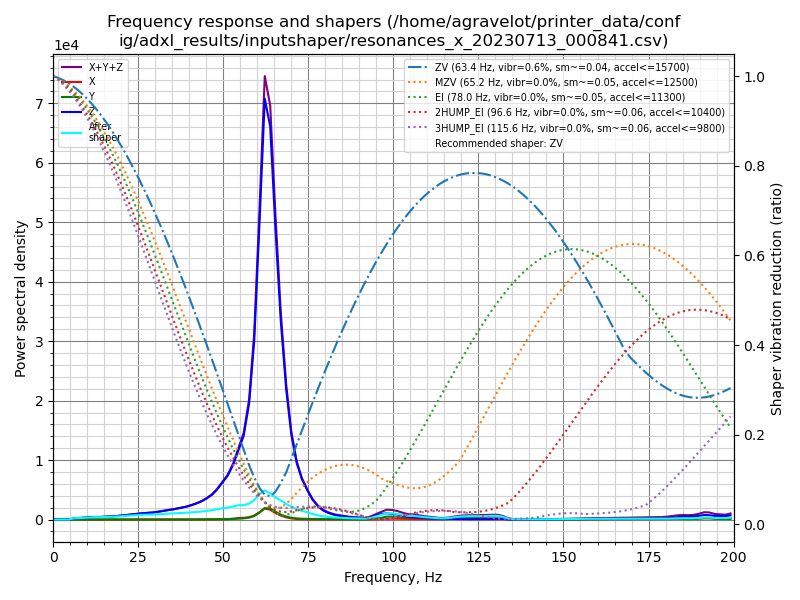 Frequency response and shapers (/home/agravelot/printer_data/conf
ig/adxl_results/inputshaper/resonances_x_20230713_000841.csv)
1e4
X+Y+Z
X
Y
Z
After
shaper
ZV (63.4 Hz, vibr=0.6%, sm~=0.04, accel<=15700)
MZV (65.2 Hz, vibr=0.0%, sm~=0.05, accel<=12500)
EI (78.0 Hz, vibr=0.0%, sm~=0.05, accel<=11300)
2HUMP_EI (96.6 Hz, vibr=0.0%, sm~=0.06, accel<=10400)
3HUMP_EI (115.6 Hz, vibr=0.0%, sm~=0.06, accel<=9800)
Recommended shaper: ZV
Power spectral density
7
6
5
4
3
2
1
0
1.0
0.8
0.6
0.4
0.2
0.0
Shaper vibration reduction (ratio)
0 25 50 75 100 125 150 175 200
Frequency, Hz